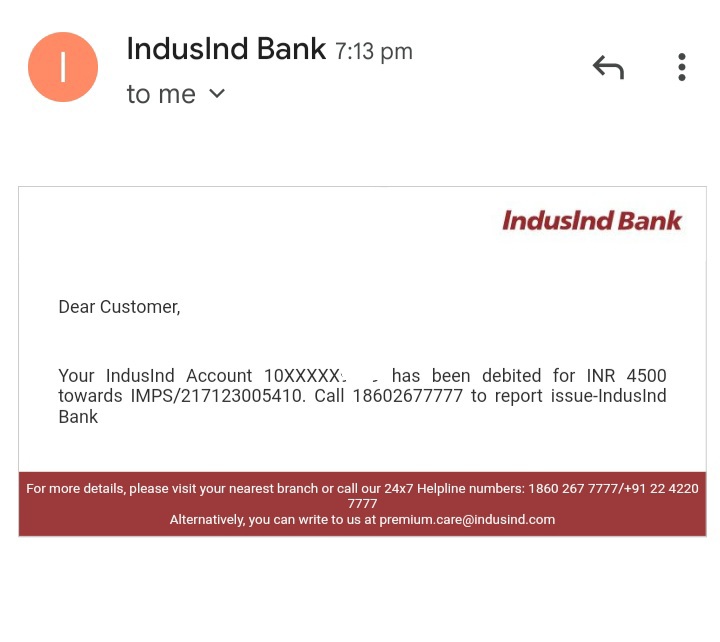 I
IndusInd Bank 7:13 pm
to me
IndusInd Bank
Dear Customer,
Your IndusInd Account 10XXXXX has been debited for INR 4500
towards IMPS/217123005410. Call 18602677777 to report issue-IndusInd
Bank
For more details, please visit your nearest branch or call our 24x7 Helpline numbers: 1860 267 7777/+91 22 4220
7777
Alternatively, you can write to us at premium.care@indusind.com